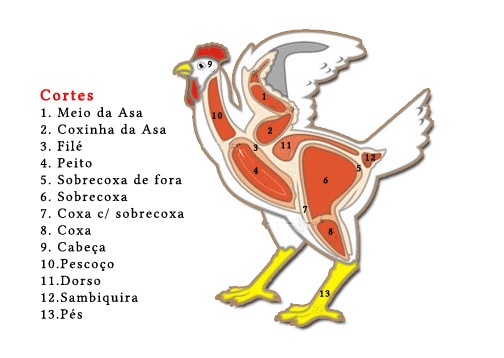 Cortes
1. Meio da Asa
2. Coxinha da Asa
3. Filé
4. Peito
5. Sobrecoxa de fora
6. Sobrecoxa
7. Coxa c/ sobrecoxa
8. Coxa
9. Cabeça
10.Pescoço
11.Dorso
12.Sambiquira
13.Pés
9
1
10
2
11
3
12
5
4
6
7
8
13